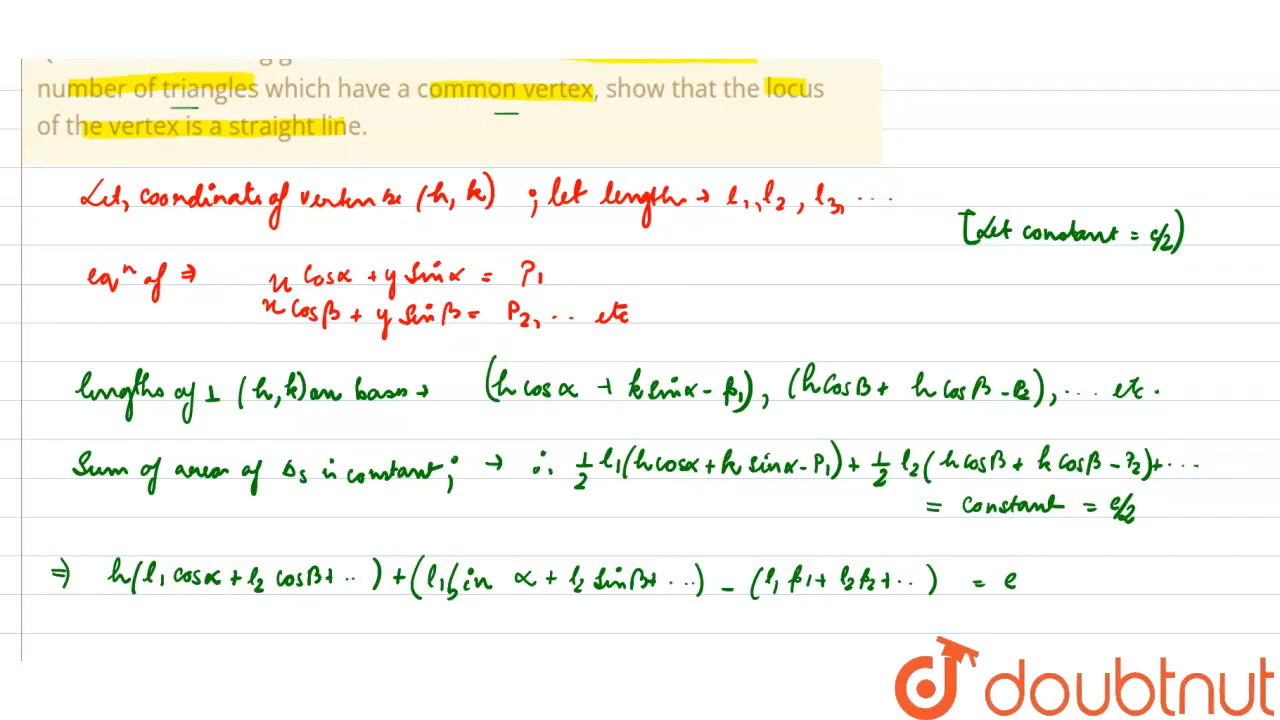 number of triangles which have a common vertex, show that the locus
of the vertex is a straight line.
Let, coordinate of vertex be (h, k) ; let length → l₁, l₂, l₃, ...
[Let constant = c/2)
eqⁿ of ⇒ x cosα + y sinα = P₁
x cosβ + y sinβ = P₂, .. etc
lengths of ⊥ (h, k) on bases → (h cosα + k sinα - p₁), (h cosβ + h cosβ - p₂), .... etc.
Sum of areas of Δs is constant; → ∴ 1/2 l₁(h cosα + k sinα - P₁) + 1/2 l₂(h cosβ + k cosβ - P₂) + ...
= constant = c/2
⇒ h(l₁ cosα + l₂ cosβ + ..) + (l₁ sin α + l₂ sinβ + ...) - (l₁ p₁ + l₂ p₂ + ..) = c
doubtnut